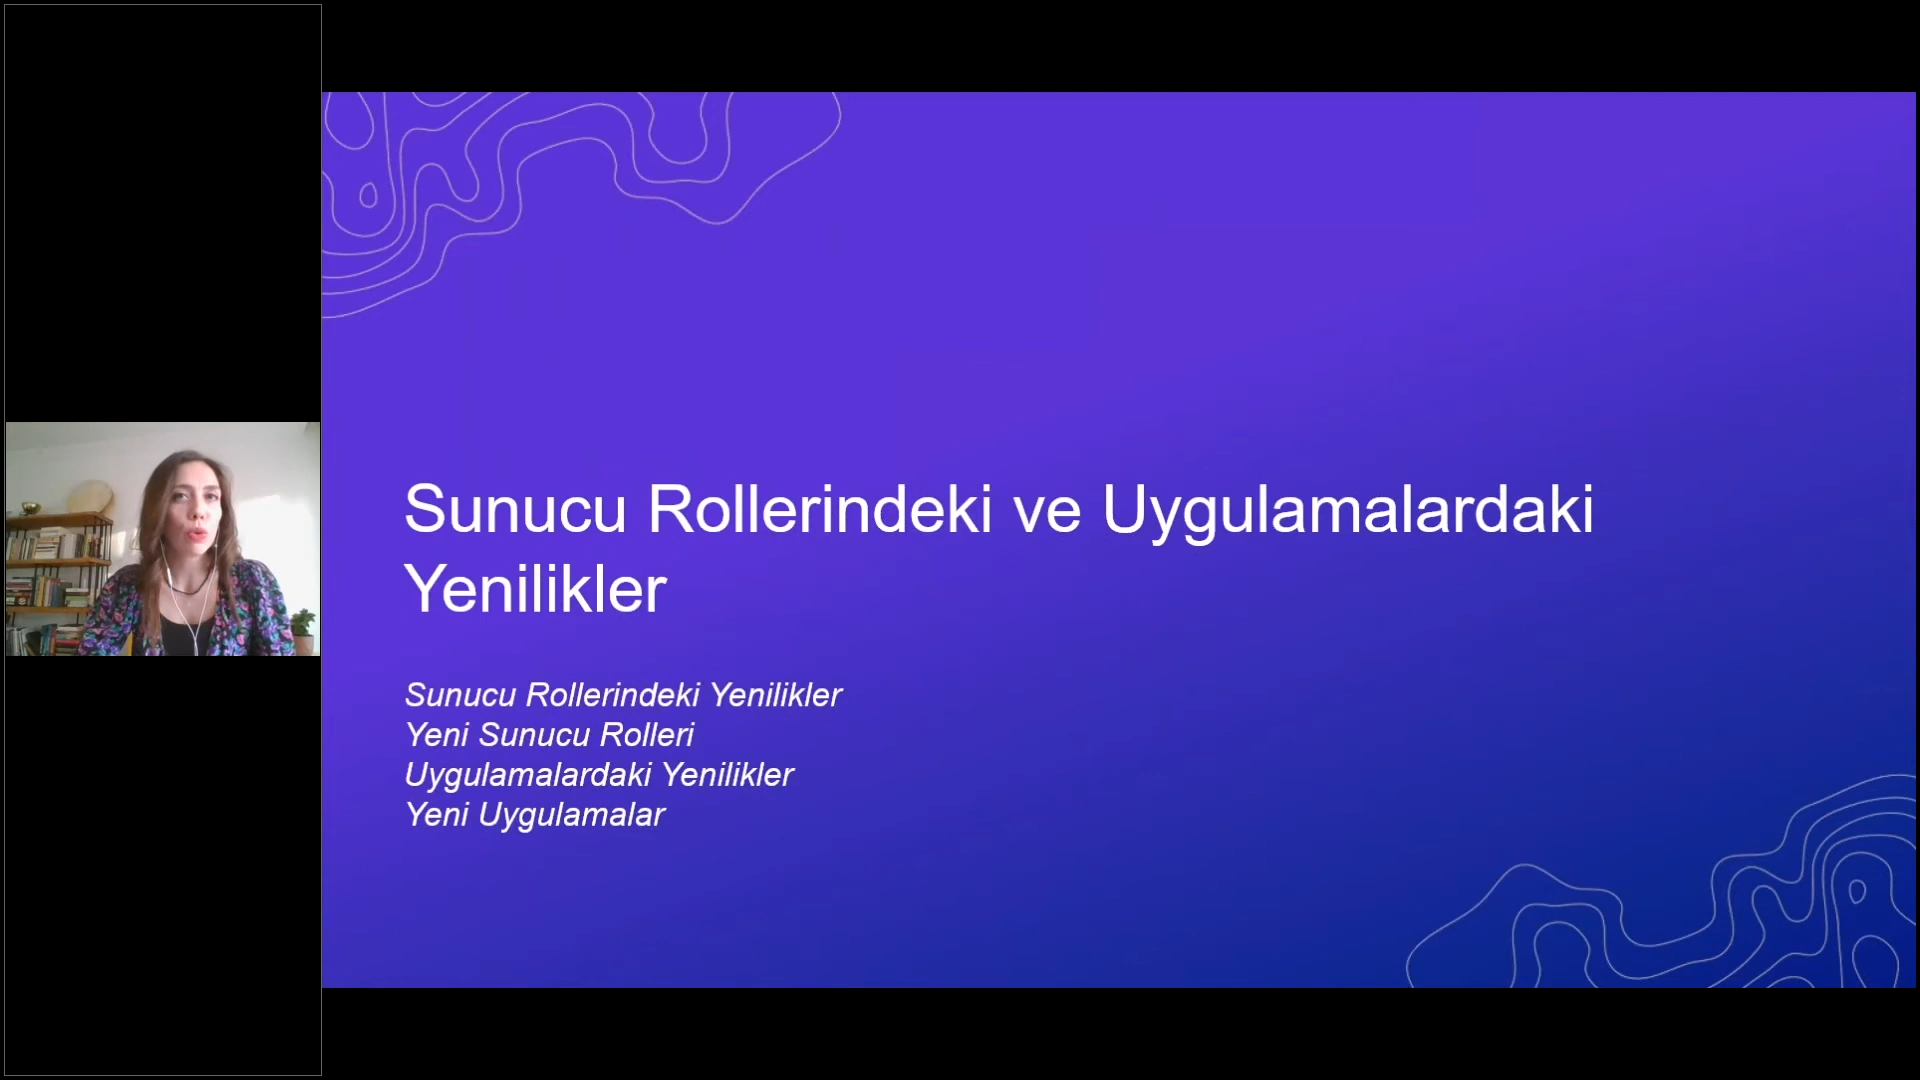 Sunucu Rollerindeki ve Uygulamalardaki
Yenilikler
Sunucu Rollerindeki Yenilikler
Yeni Sunucu Rolleri
Uygulamalardaki Yenilikler
Yeni Uygulamalar